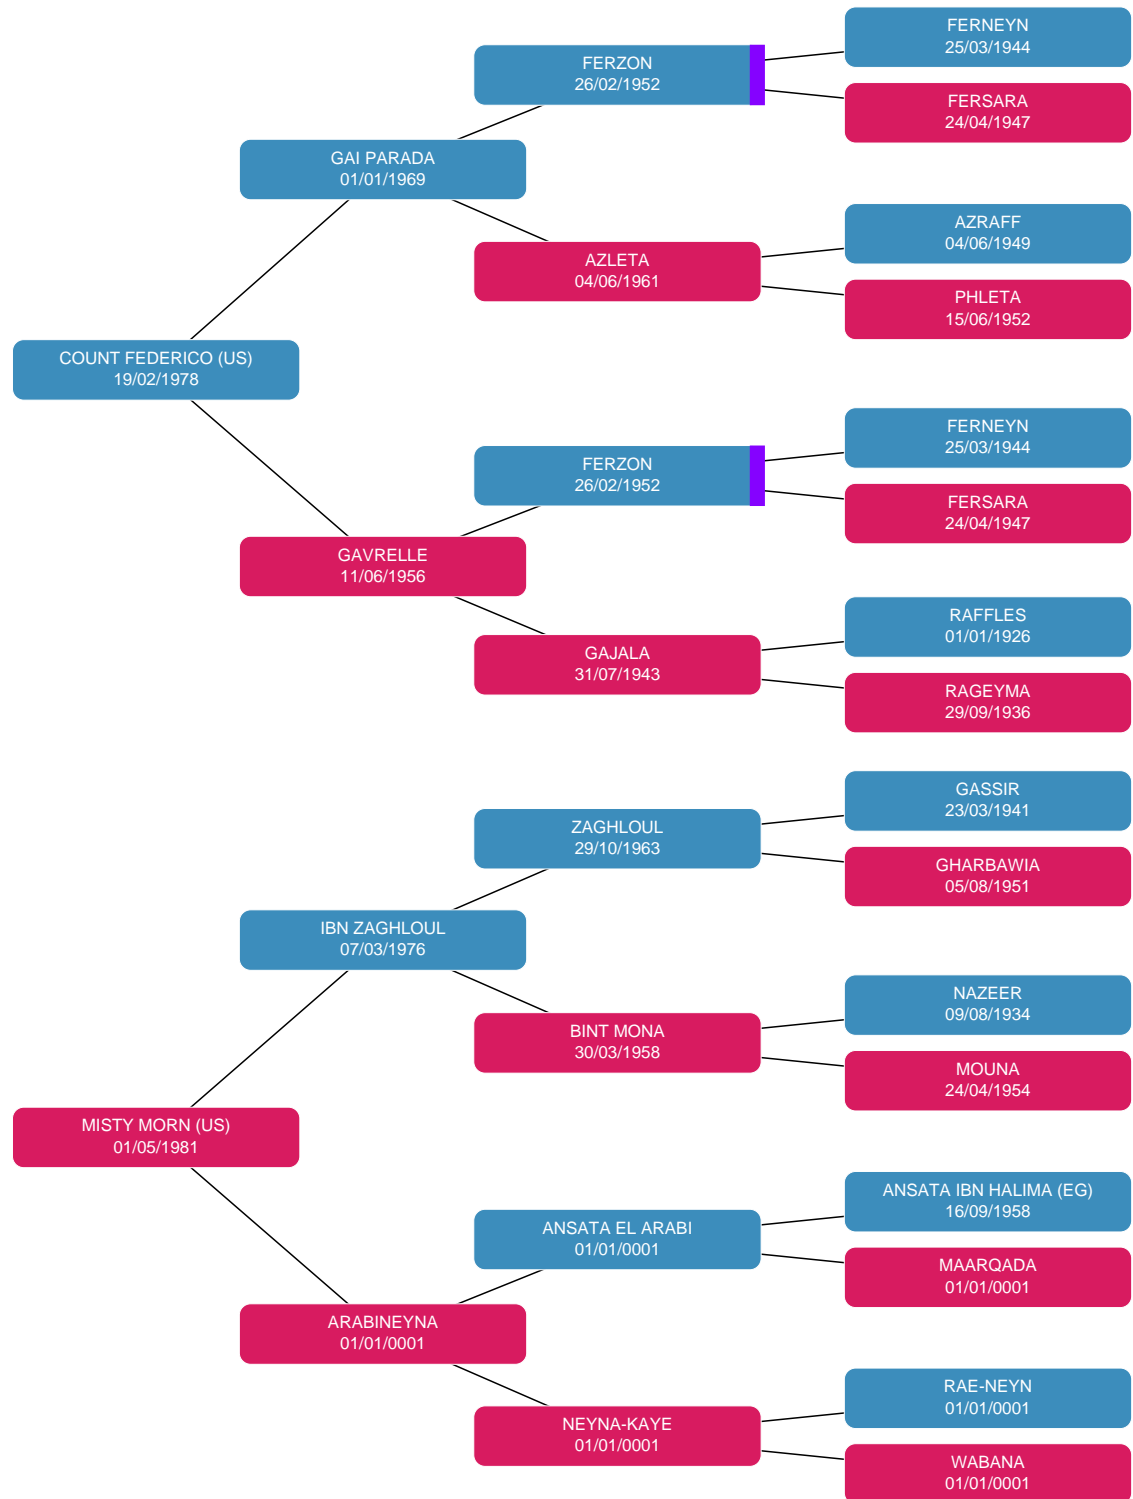 FERNEYN
25/03/1944
FERZON
26/02/1952
FERSARA
24/04/1947
GAI PARADA
01/01/1969
AZRAFF
04/06/1949
AZLETA
04/06/1961
PHLETA
15/06/1952
COUNT FEDERICO (US)
19/02/1978
FERNEYN
25/03/1944
FERZON
26/02/1952
FERSARA
24/04/1947
GAVRELLE
11/06/1956
RAFFLES
01/01/1926
GAJALA
31/07/1943
RAGEYMA
29/09/1936
GASSIR
23/03/1941
ZAGHLOUL
29/10/1963
GHARBAWIA
05/08/1951
IBN ZAGHLOUL
07/03/1976
NAZEER
09/08/1934
BINT MONA
30/03/1958
MOUNA
24/04/1954
MISTY MORN (US)
01/05/1981
ANSATA IBN HALIMA (EG)
16/09/1958
ANSATA EL ARABI
01/01/0001
MAARQADA
01/01/0001
ARABINEYNA
01/01/0001
RAE-NEYN
01/01/0001
NEYNA-KAYE
01/01/0001
WABANA
01/01/0001